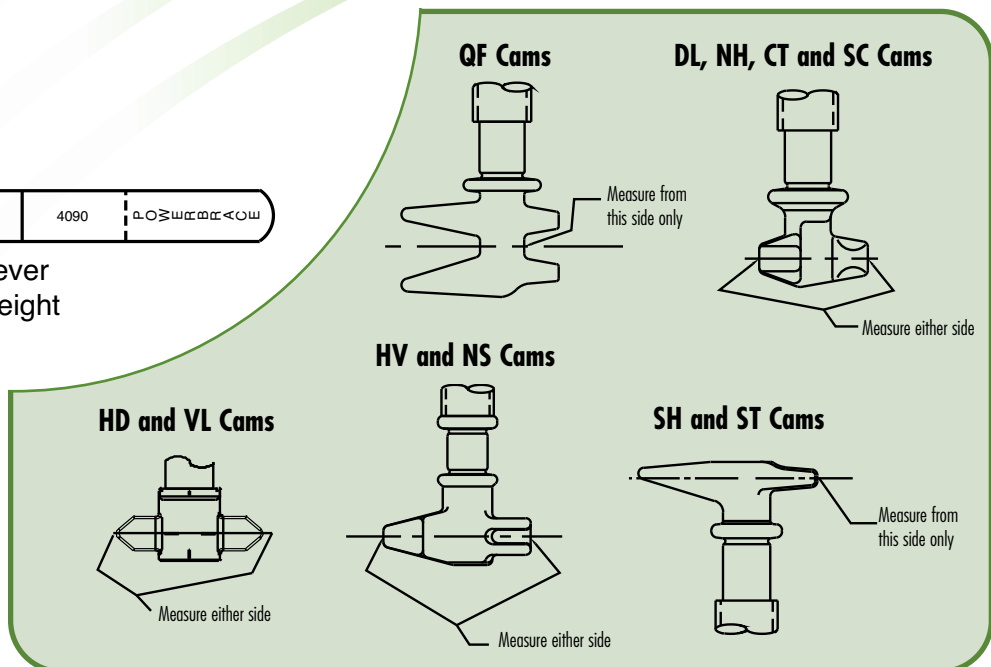 QF Cams
DL, NH, CT and SC Cams
Measure from
this side only
4090
POWERBRACE
ever
eight
Measure either side
HV and NS Cams
HD and VL Cams
SH and ST Cams
Measure from
this side only
Measure either side
Measure either side